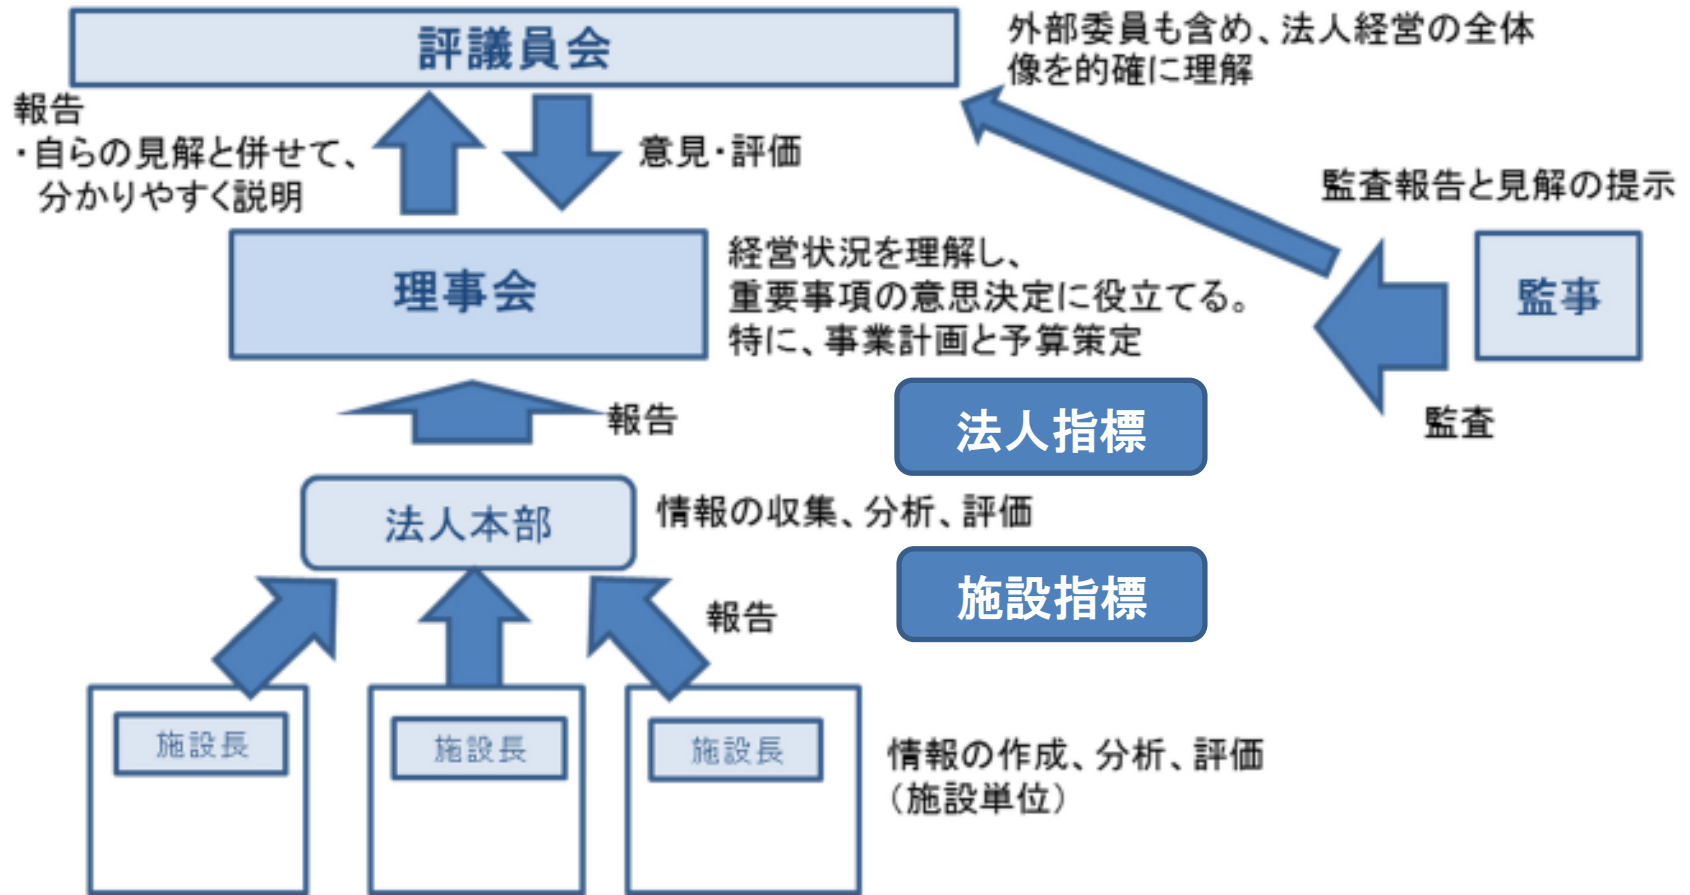 評議員会
外部委員も含め、法人経営の全体
像を的確に理解
報告
・自らの見解と併せて、
分かりやすく説明
意見・評価
監査報告と見解の提示
理事会
経営状況を理解し、
重要事項の意思決定に役立てる。
特に、事業計画と予算策定
監事
報告
法人指標
監査
法人本部
情報の収集、分析、評価
施設指標
報告
施設長
施設長
施設長
情報の作成、分析、評価
（施設単位）